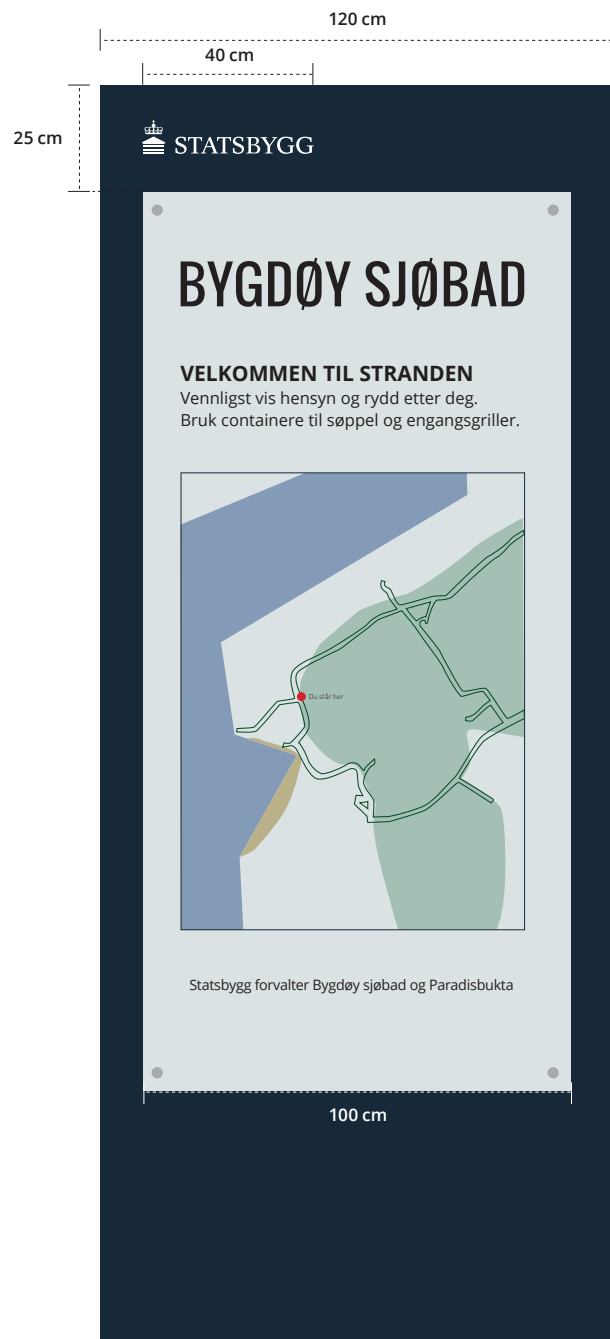 120 cm
40 cm
25 cm
STATSBYGG
BYGDØY SJØBAD
VELKOMMEN TIL STRANDEN
Vennligst vis hensyn og rydd etter deg.
Bruk containere til søppel og engangsgriller.
Du står her
Statsbygg forvalter Bygdøy sjøbad og Paradisbukta
100 cm